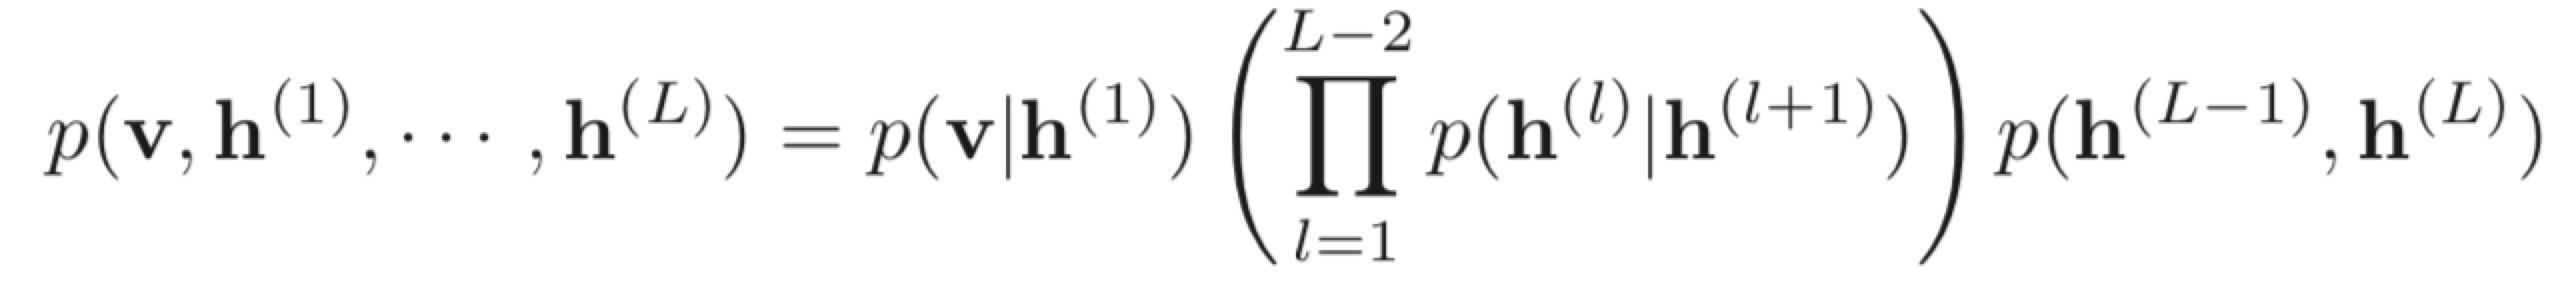 p(v, h^(1), ⋯ , h^(L)) = p(v|h^(1)) (∏_{l=1}^{L−2} p(h^(l)|h^(l+1))) p(h^(L−1), h^(L))